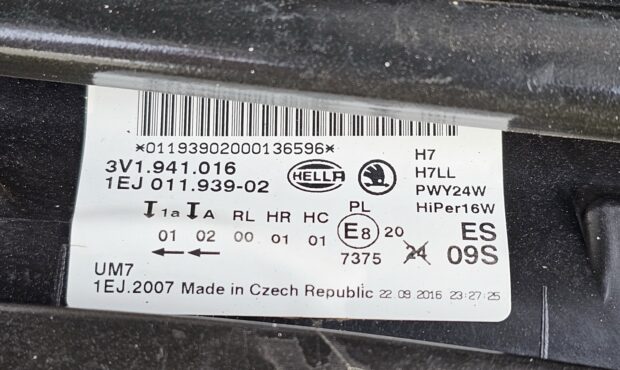 *01193902000136596*
3V1.941.016
1EJ 011.939-02
HELLA
H7
H7LL
PWY24W
HiPer16W
1a A RL HR HC PL
01 02 00 01 01 E8 20
7375 24
ES
09S
UM7
1EJ.2007 Made in Czech Republic 22.09.2016 23:27:25